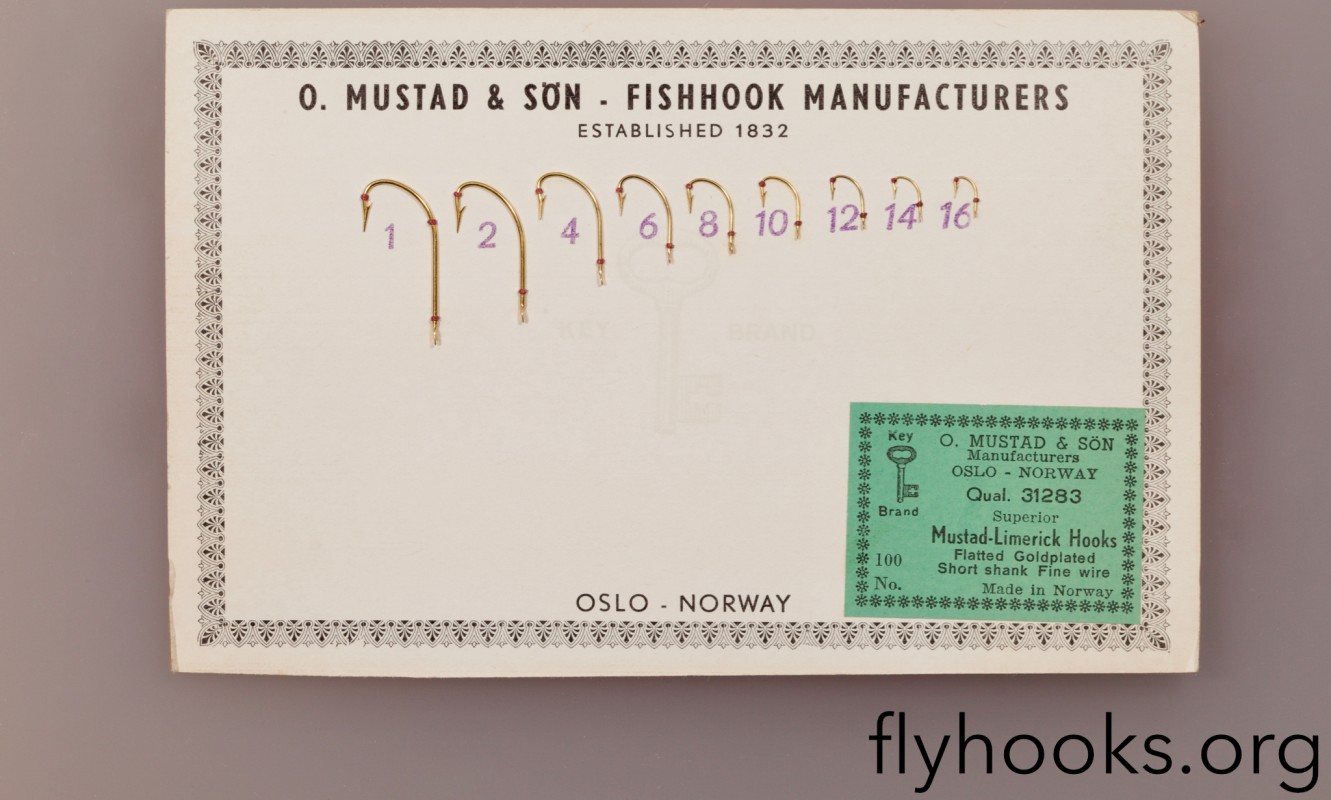 O. MUSTAD & SÖN - FISHHOOK MANUFACTURERS
ESTABLISHED 1832
1 2 4 6 8 10 12 14 16
KEY BRAND
Key
Brand
O. MUSTAD & SÖN
Manufacturers
OSLO - NORWAY
Qual. 31283
Superior
Mustad-Limerick Hooks
Flatted Goldplated
Short shank Fine wire
100
No.
Made in Norway
OSLO - NORWAY
flyhooks.org